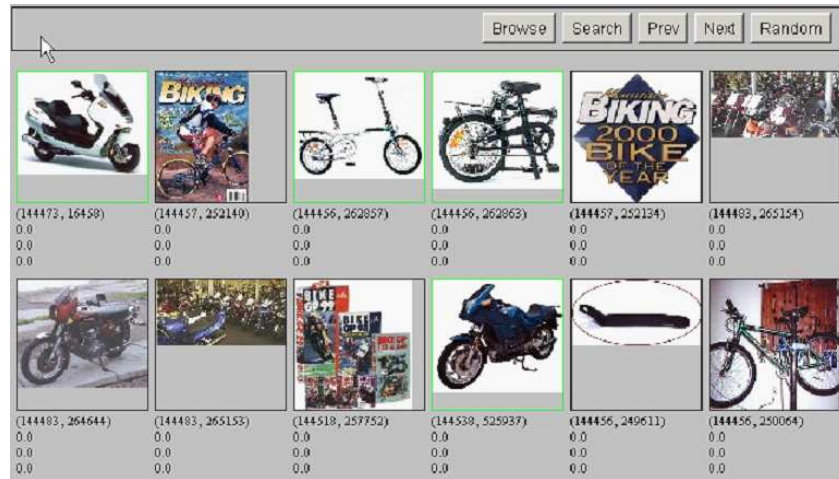 Browse Search Prev Next Random
BIKING
BIKING
2000
BIKE
OF THE
YEAR
(144473, 16458) (144457, 252140) (144456, 262857) (144456, 262863) (144457, 252134) (144483, 265154)
0.0 0.0 0.0 0.0 0.0 0.0
0.0 0.0 0.0 0.0 0.0 0.0
0.0 0.0 0.0 0.0 0.0 0.0
BIKE
BIKE
(144483, 264644) (144483, 265153) (144518, 257752) (144538, 525937) (144456, 249611) (144456, 250064)
0.0 0.0 0.0 0.0 0.0 0.0
0.0 0.0 0.0 0.0 0.0 0.0
0.0 0.0 0.0 0.0 0.0 0.0